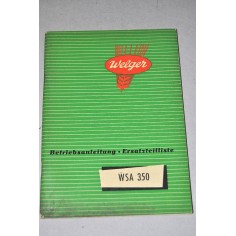 Welger
Betriebsanleitung • Ersatzteilliste
WSA 350